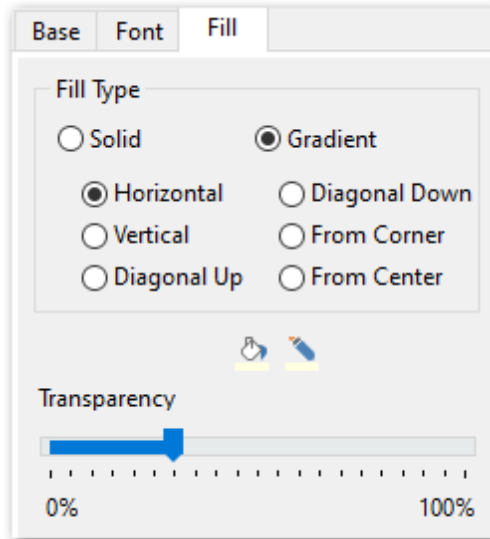 Base Font Fill
Fill Type
Solid Gradient
Horizontal Diagonal Down
Vertical From Corner
Diagonal Up From Center
Transparency
0% 100%